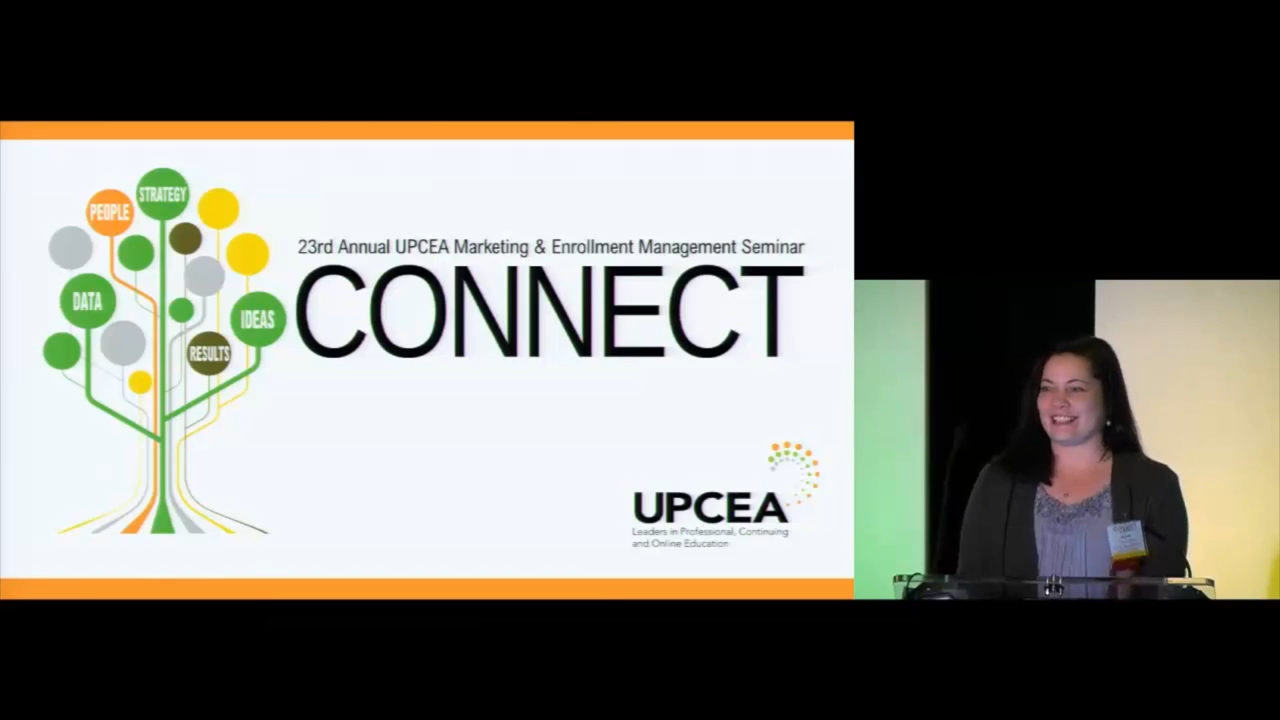 STRATEGY
PEOPLE
DATA
IDEAS
RESULTS
23rd Annual UPCEA Marketing & Enrollment Management Seminar
CONNECT
UPCEA
Leaders in Professional, Continuing
and Online Education